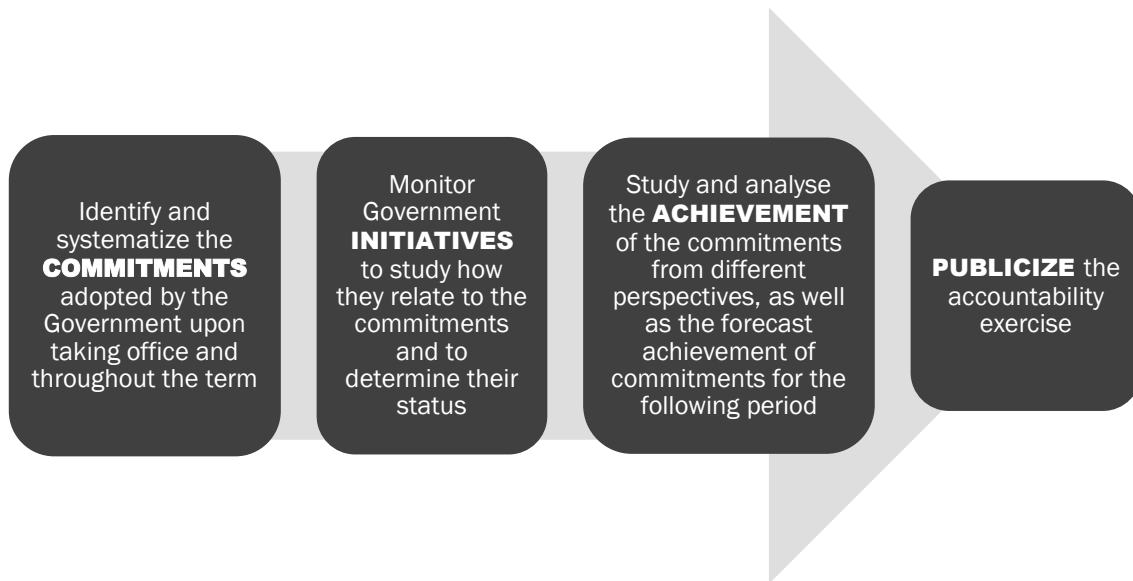 Identify and
systematize the
COMMITMENTS
adopted by the
Government upon
taking office and
throughout the term
Monitor
Government
INITIATIVES
to study how
they relate to the
commitments
and to
determine their
status
Study and analyse
the ACHIEVEMENT
of the commitments
from different
perspectives, as well
as the forecast
achievement of
commitments for the
following period
PUBLICIZE the
accountability
exercise